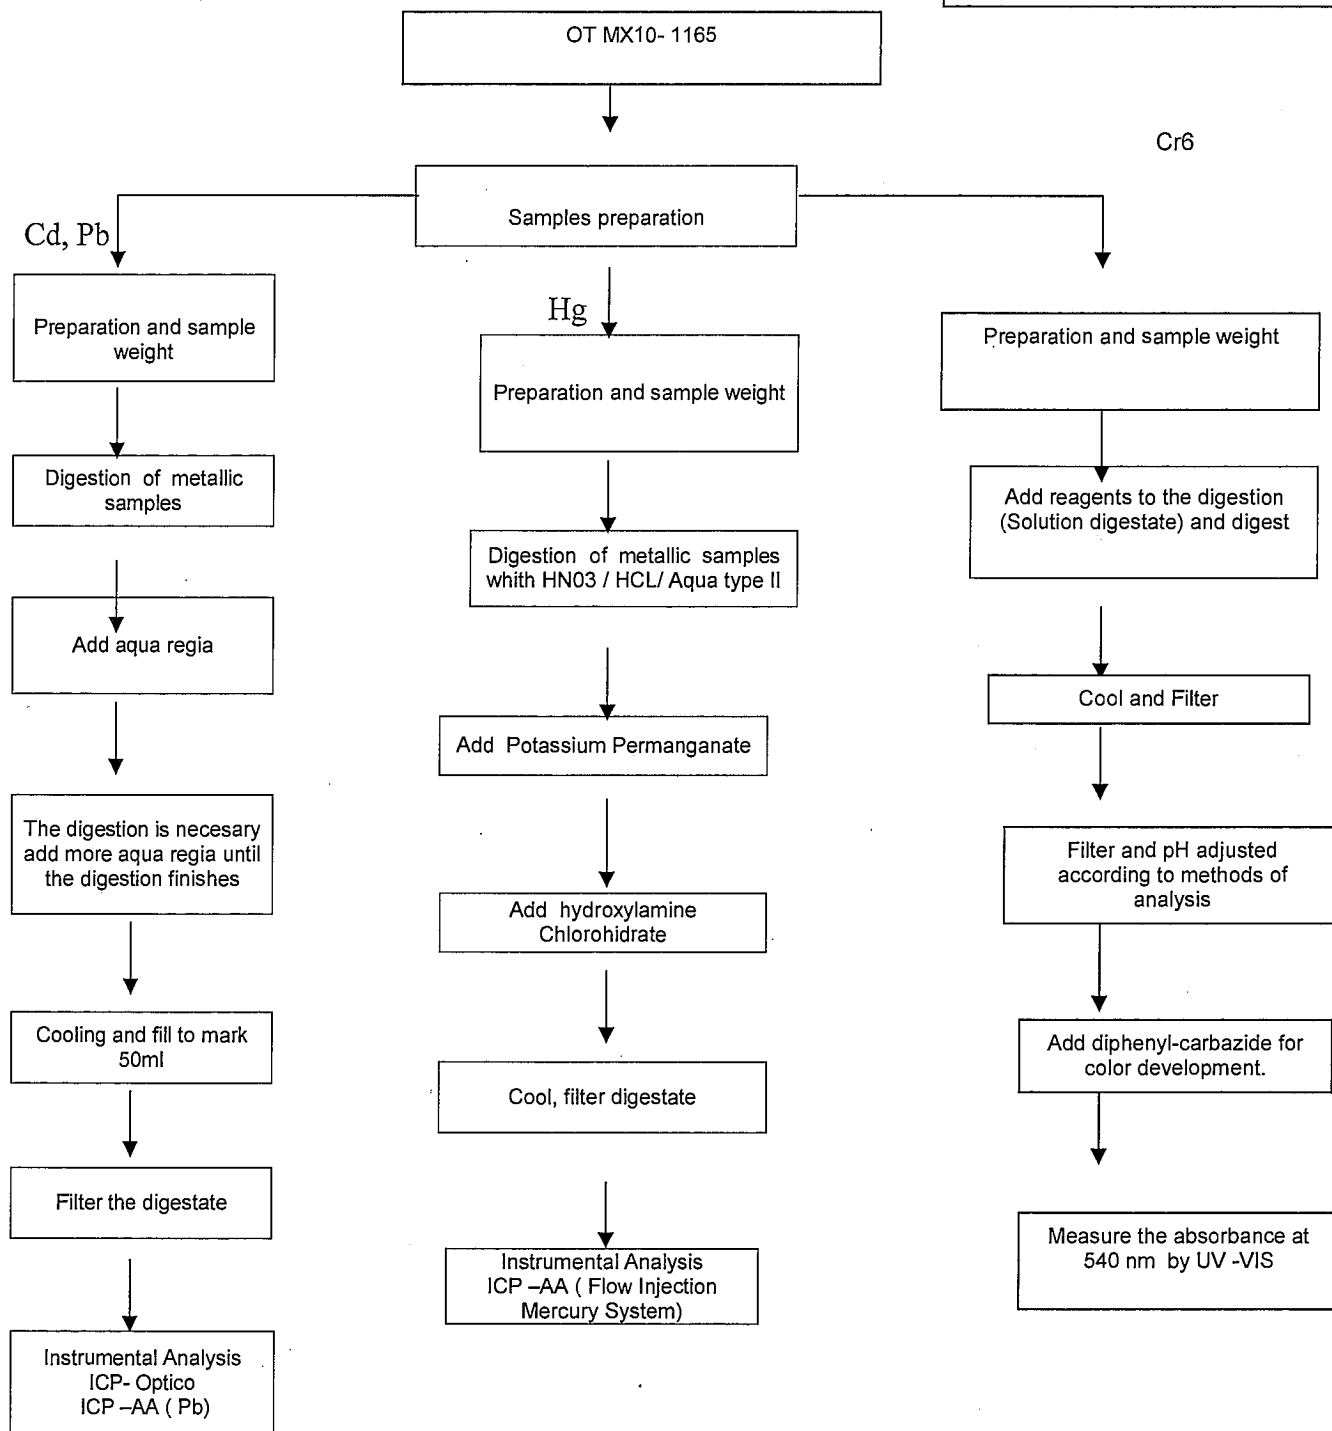 OT MX10- 1165
Samples preparation
Cd, Pb
Preparation and sample
weight
Digestion of metallic
samples
Add aqua regia
The digestion is necesary
add more aqua regia until
the digestion finishes
Cooling and fill to mark
50ml
Filter the digestate
Instrumental Analysis
ICP- Optico
ICP –AA ( Pb)
Hg
Preparation and sample weight
Digestion of metallic samples
whith HN03 / HCL/ Aqua type II
Add Potassium Permanganate
Add hydroxylamine
Chlorohidrate
Cool, filter digestate
Instrumental Analysis
ICP –AA ( Flow Injection
Mercury System)
Cr6
Preparation and sample weight
Add reagents to the digestion
(Solution digestate) and digest
Cool and Filter
Filter and pH adjusted
according to methods of
analysis
Add diphenyl-carbazide for
color development.
Measure the absorbance at
540 nm by UV -VIS